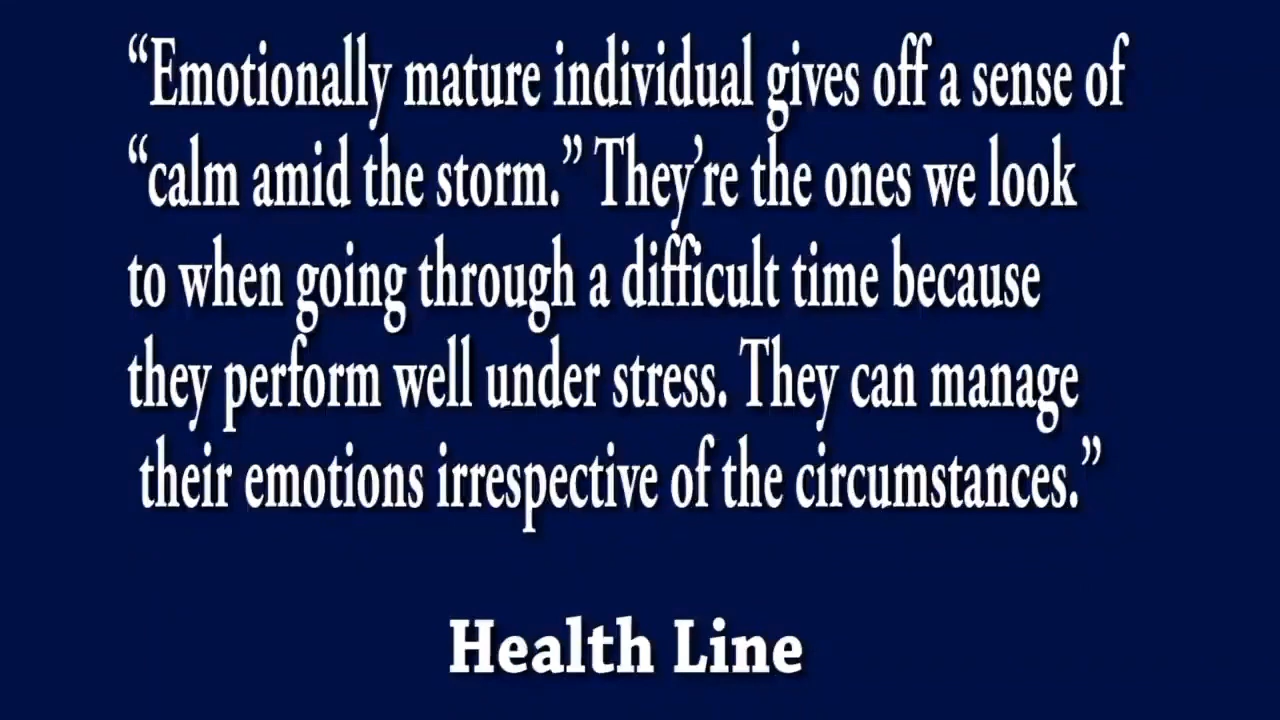 “Emotionally mature individual gives off a sense of
“calm amid the storm.” They’re the ones we look
to when going through a difficult time because
they perform well under stress. They can manage
their emotions irrespective of the circumstances.”
Health Line